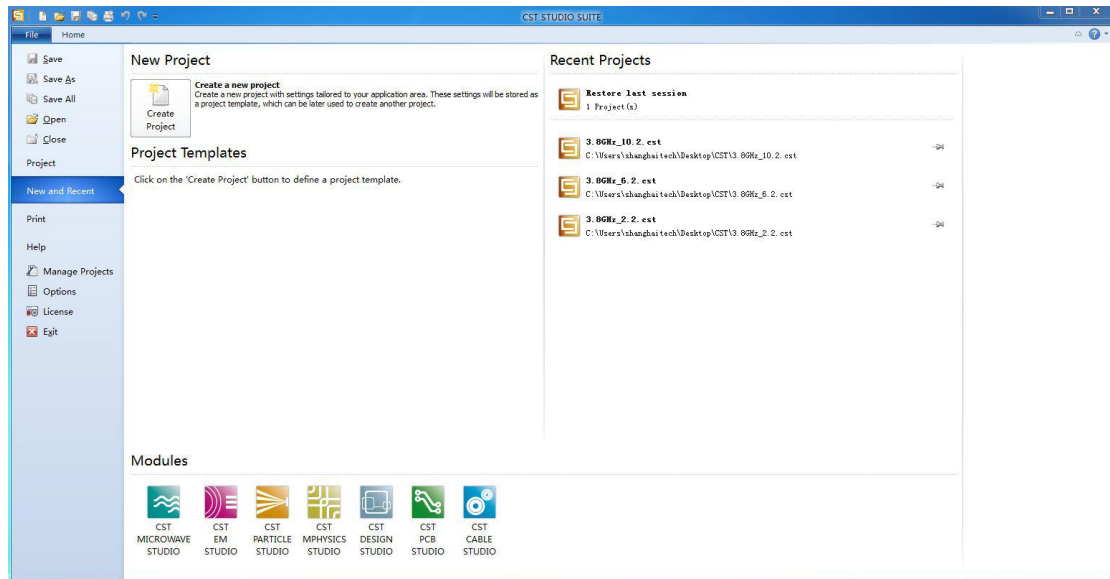 CST STUDIO SUITE
File Home
Save
Save As
Save All
Open
Close
Project
New and Recent
Print
Help
Manage Projects
Options
License
Exit
New Project
Create Project
Create a new project
Create a new project with settings tailored to your application area. These settings will be stored as
a project template, which can be later used to create another project.
Project Templates
Click on the 'Create Project' button to define a project template.
Recent Projects
Restore last session
1 Project(s)
3.8GHz_10.2.cst
C:\Users\shanghaitech\Desktop\CST\3.8GHz_10.2.cst
3.8GHz_6.2.cst
C:\Users\shanghaitech\Desktop\CST\3.8GHz_6.2.cst
3.8GHz_2.2.cst
C:\Users\shanghaitech\Desktop\CST\3.8GHz_2.2.cst
Modules
CST MICROWAVE STUDIO
CST EM STUDIO
CST PARTICLE STUDIO
CST MPHYSICS STUDIO
CST DESIGN STUDIO
CST PCB STUDIO
CST CABLE STUDIO